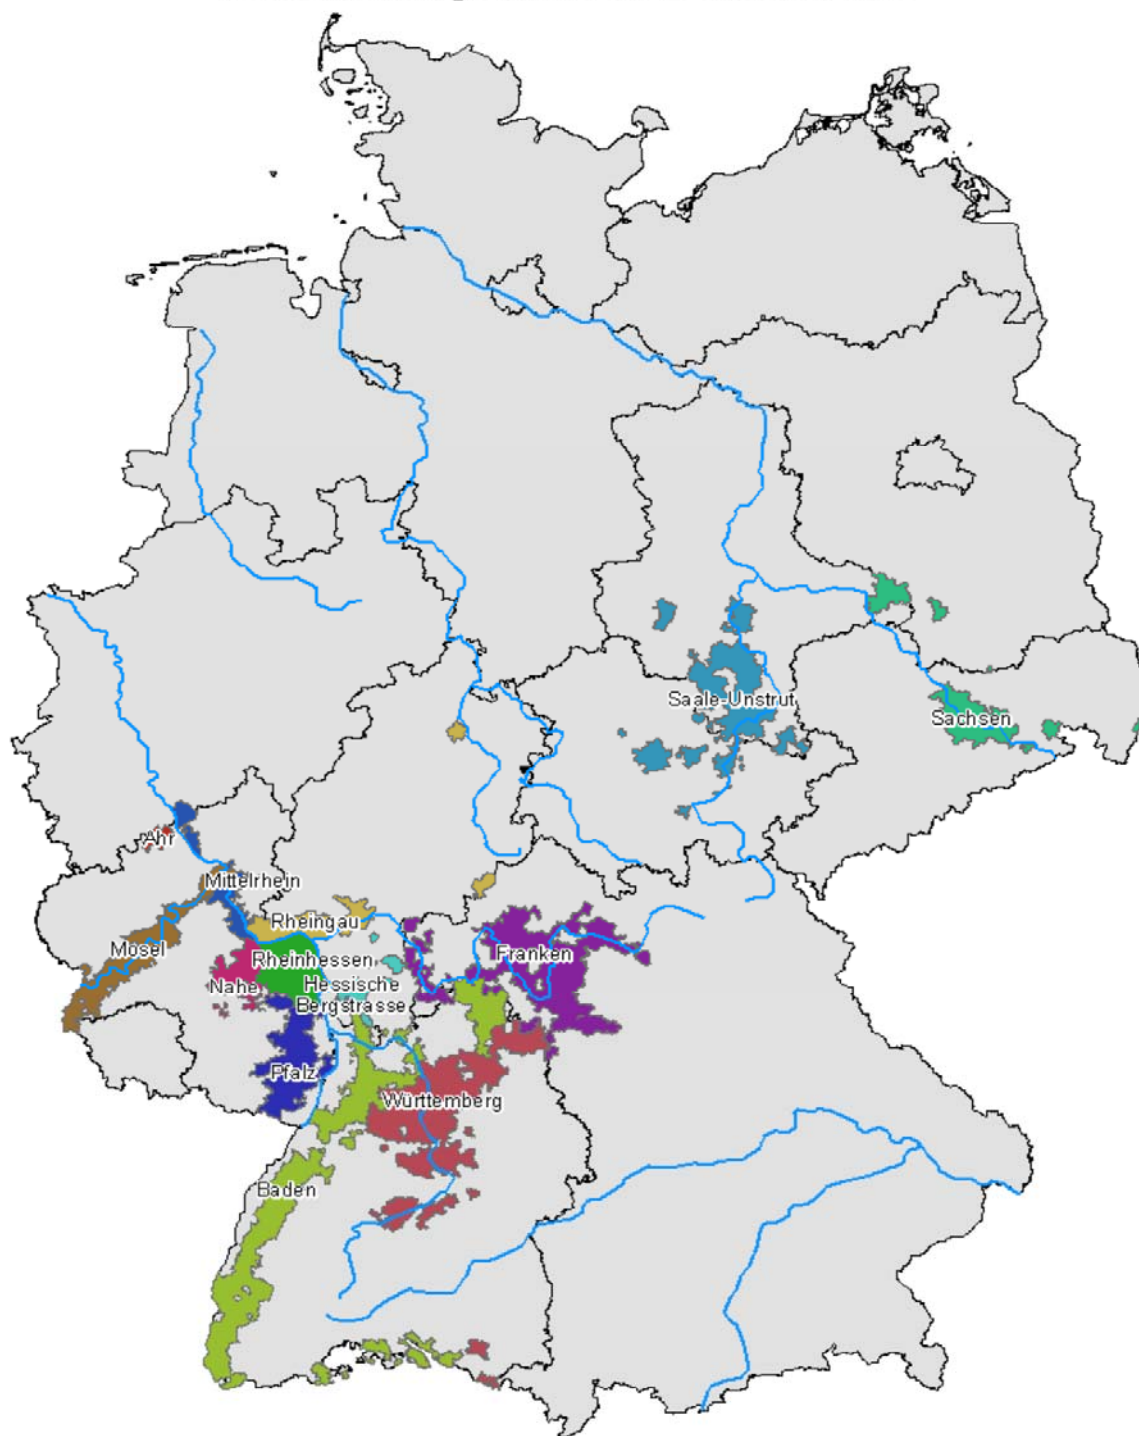 Saale-Unstrut
Sachsen
Ahr
Mittelrhein
Rheingau
Mosel
Franken
Rheinhessen
Nahe
Hessische
Bergstrasse
Pfalz
Württemberg
Baden